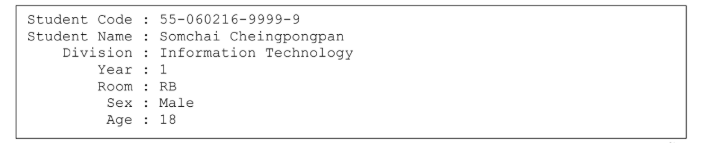 Student Code : 55-060216-9999-9
Student Name : Somchai Cheingpongpan
Division : Information Technology
Year : 1
Room : RB
Sex : Male
Age : 18